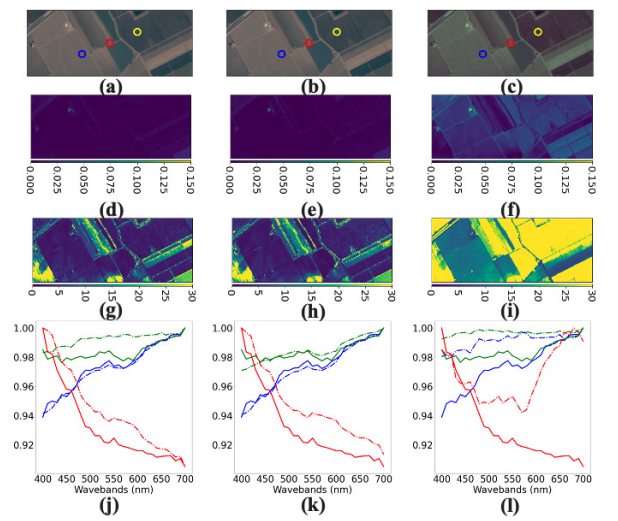 (a) (b) (c)
0.000 0.025 0.050 0.075 0.100 0.125 0.150 0.000 0.025 0.050 0.075 0.100 0.125 0.150 0.000 0.025 0.050 0.075 0.100 0.125 0.150
(d) (e) (f)
0 5 10 15 20 25 30 0 5 10 15 20 25 30 0 5 10 15 20 25 30
(g) (h) (i)
1.00 1.00 1.00
0.98 0.98 0.98
0.96 0.96 0.96
0.94 0.94 0.94
0.92 0.92 0.92
400 450 500 550 600 650 700 400 450 500 550 600 650 700 400 450 500 550 600 650 700
Wavebands (nm) Wavebands (nm) Wavebands (nm)
(j) (k) (l)